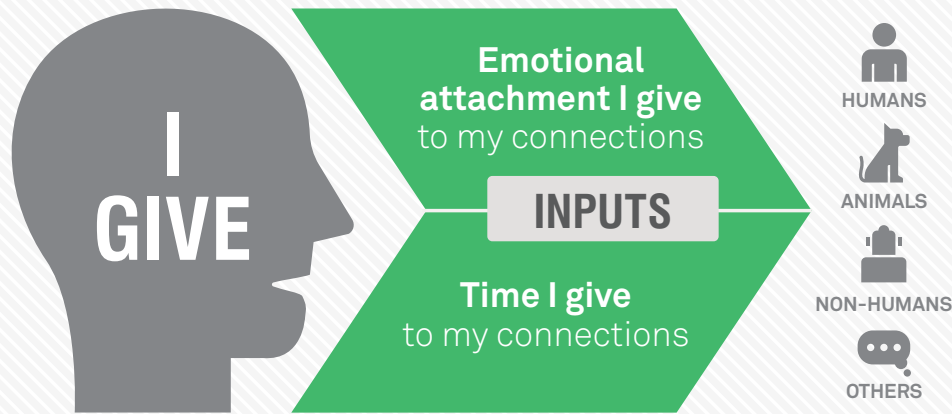 I
GIVE
Emotional
attachment I give
to my connections
INPUTS
Time I give
to my connections
HUMANS
ANIMALS
NON-HUMANS
OTHERS